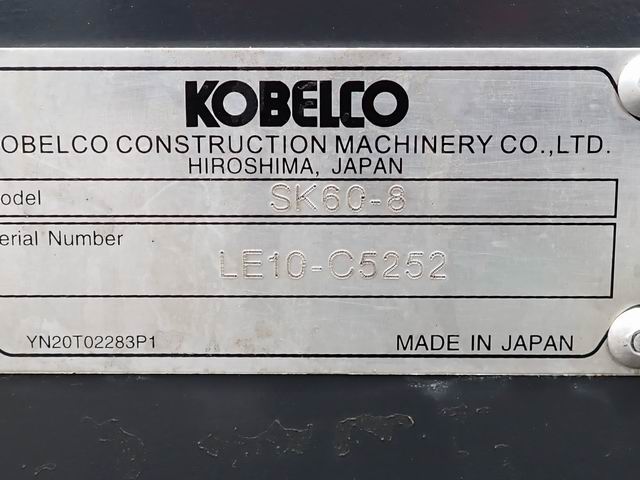 KOBELCO
OBELCO CONSTRUCTION MACHINERY CO.,LTD.
HIROSHIMA, JAPAN
odel SK60-8
erial Number
LE10-C5252
YN20T02283P1 MADE IN JAPAN